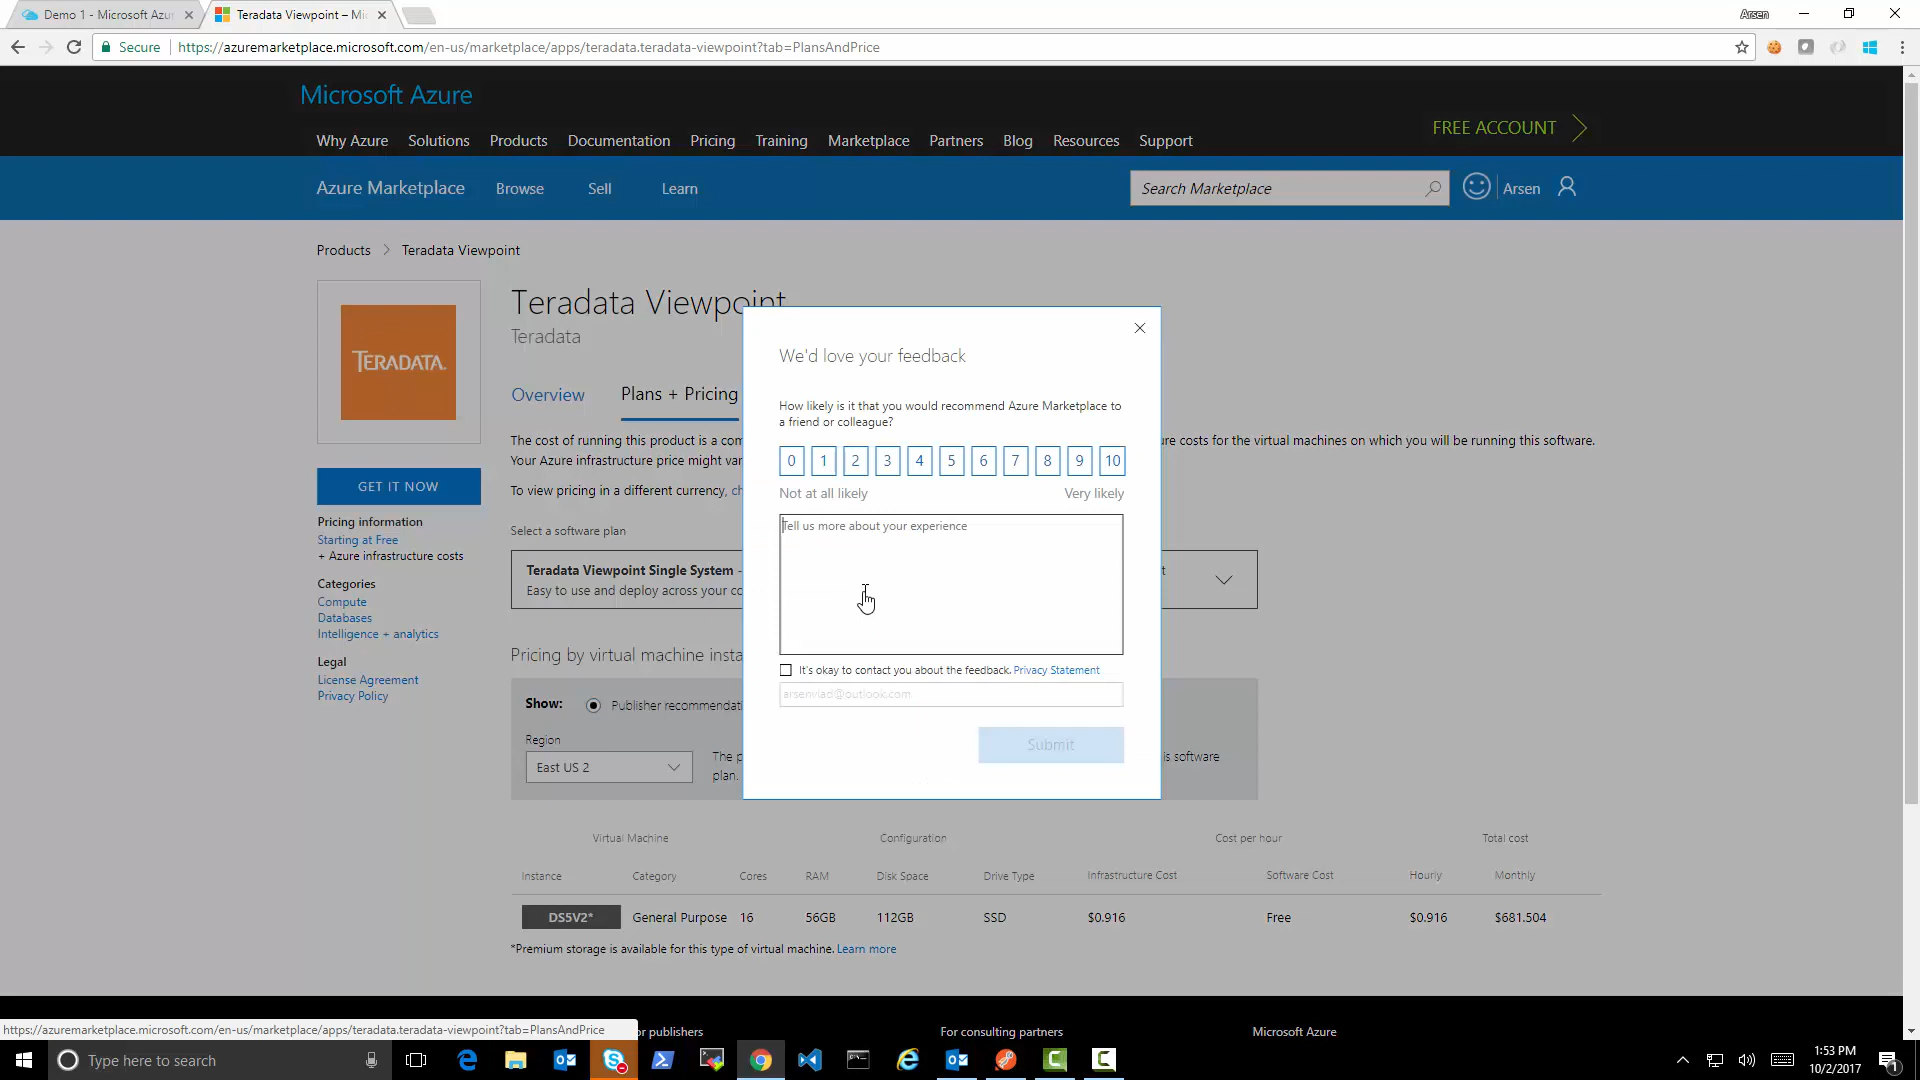 Demo 1 - Microsoft Azur
Teradata Viewpoint – Mi
Arsen
Secure
https://azuremarketplace.microsoft.com/en-us/marketplace/apps/teradata.teradata-viewpoint?tab=PlansAndPrice
Microsoft Azure
FREE ACCOUNT
Why Azure Solutions Products Documentation Pricing Training Marketplace Partners Blog Resources Support
Azure Marketplace Browse Sell Learn
Search Marketplace
Arsen
Products > Teradata Viewpoint
TERADATA.
Teradata Viewpoint
Teradata
Overview Plans + Pricing
GET IT NOW
Pricing information
Starting at Free
+ Azure infrastructure costs
Categories
Compute
Databases
Intelligence + analytics
Legal
License Agreement
Privacy Policy
The cost of running this product is a com
re costs for the virtual machines on which you will be running this software.
Your Azure infrastructure price might var
To view pricing in a different currency, ch
Select a software plan
Teradata Viewpoint Single System -
Easy to use and deploy across your co
t
Pricing by virtual machine insta
Show: Publisher recommendati
Region
East US 2
The p
plan.
is software
We'd love your feedback
How likely is it that you would recommend Azure Marketplace to
a friend or colleague?
0 1 2 3 4 5 6 7 8 9 10
Not at all likely Very likely
Tell us more about your experience
It's okay to contact you about the feedback. Privacy Statement
arsenvlad@outlook.com
Submit
Virtual Machine Configuration Cost per hour Total cost
Instance Category Cores RAM Disk Space Drive Type Infrastructure Cost Software Cost Hourly Monthly
DS5V2* General Purpose 16 56GB 112GB SSD $0.916 Free $0.916 $681.504
*Premium storage is available for this type of virtual machine. Learn more
https://azuremarketplace.microsoft.com/en-us/marketplace/apps/teradata.teradata-viewpoint?tab=PlansAndPrice
or publishers
For consulting partners
Microsoft Azure
Type here to search
1:53 PM
10/2/2017
1